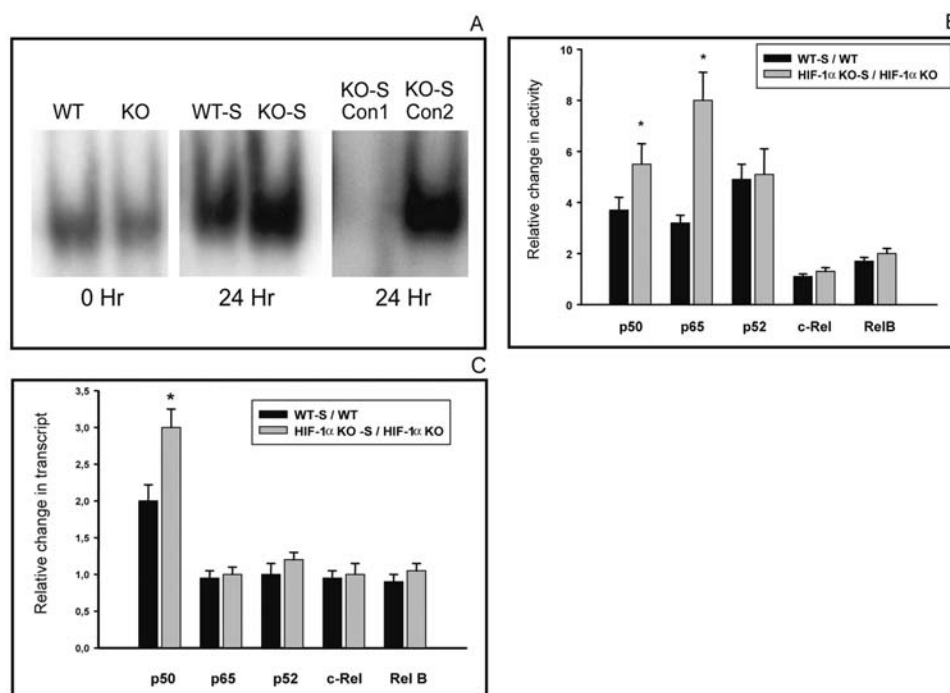 A
WT KO WT-S KO-S KO-S KO-S
Con1 Con2
0 Hr 24 Hr 24 Hr
Relative change in activity
10
8
6
4
2
0
* *
WT-S / WT
HIF-1α KO-S / HIF-1α KO
p50 p65 p52 c-Rel RelB
C
Relative change in transcript
3,5
3,0
2,5
2,0
1,5
1,0
0,5
0,0
*
WT-S / WT
HIF-1α KO -S / HIF-1α KO
p50 p65 p52 c-Rel Rel B